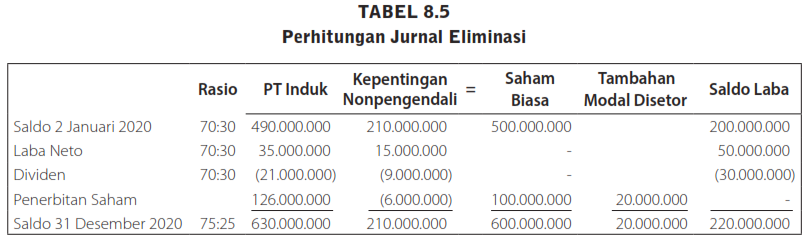 TABEL 8.5
Perhitungan Jurnal Eliminasi
Rasio PT Induk Kepentingan Nonpengendali = Saham Biasa Tambahan Modal Disetor Saldo Laba
Saldo 2 Januari 2020 70:30 490.000.000 210.000.000 500.000.000 200.000.000
Laba Neto 70:30 35.000.000 15.000.000 - 50.000.000
Dividen 70:30 (21.000.000) (9.000.000) - (30.000.000)
Penerbitan Saham 126.000.000 (6.000.000) 100.000.000 20.000.000 -
Saldo 31 Desember 2020 75:25 630.000.000 210.000.000 600.000.000 20.000.000 220.000.000